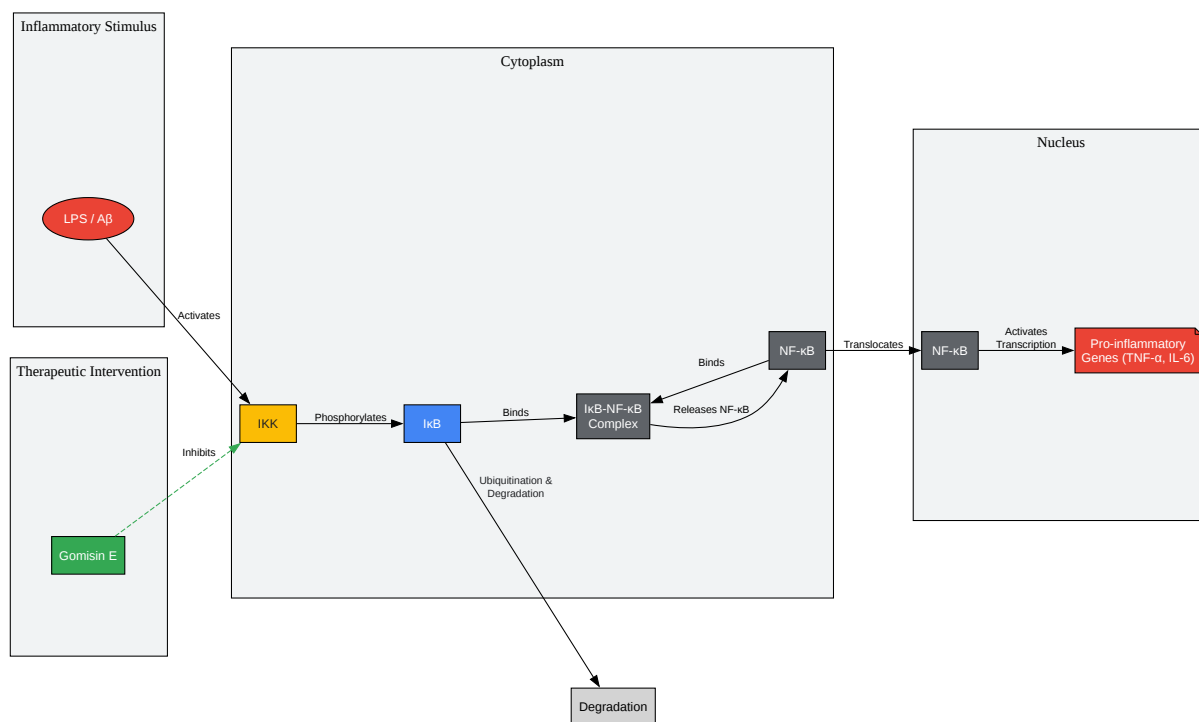 Inflammatory Stimulus
LPS / Aβ
Activates
Therapeutic Intervention
Inhibits
Gomisin E
Cytoplasm
IKK
Phosphorylates
IκB
Binds
IκB-NF-κB
Complex
Binds
Releases NF-κB
NF-κB
Ubiquitination &
Degradation
Degradation
Translocates
Nucleus
NF-κB
Activates
Transcription
Pro-inflammatory
Genes (TNF-α, IL-6)